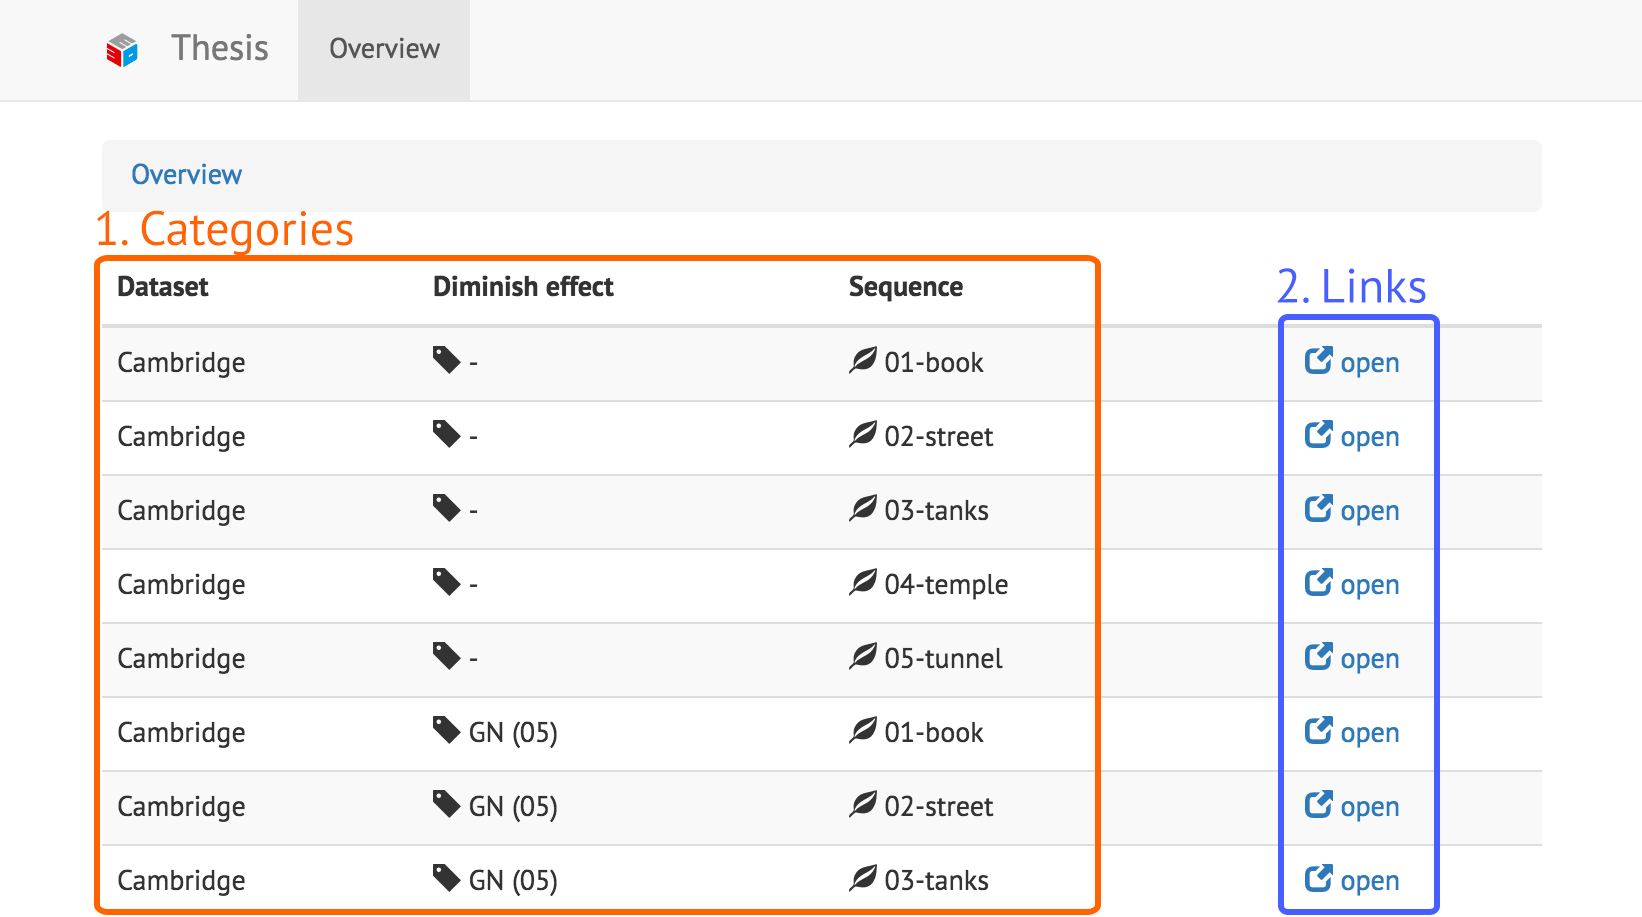 Thesis Overview
Overview
1. Categories
Dataset Diminish effect Sequence 2. Links
Cambridge - 01-book open
Cambridge - 02-street open
Cambridge - 03-tanks open
Cambridge - 04-temple open
Cambridge - 05-tunnel open
Cambridge GN (05) 01-book open
Cambridge GN (05) 02-street open
Cambridge GN (05) 03-tanks open